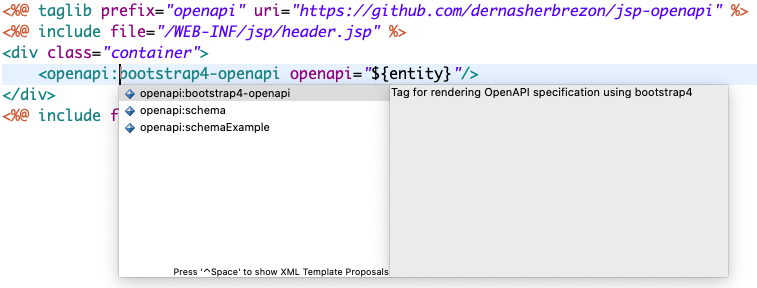 <%@ taglib prefix="openapi" uri="https://github.com/dernasherbrezon/jsp-openapi" %>
<%@ include file="/WEB-INF/jsp/header.jsp" %>
<div class="container">
<openapi:bootstrap4-openapi openapi="${entity}"/>
</div>
<%@ include f
openapi:bootstrap4-openapi
openapi:schema
openapi:schemaExample
Press '^Space' to show XML Template Proposals
Tag for rendering OpenAPI specification using bootstrap4